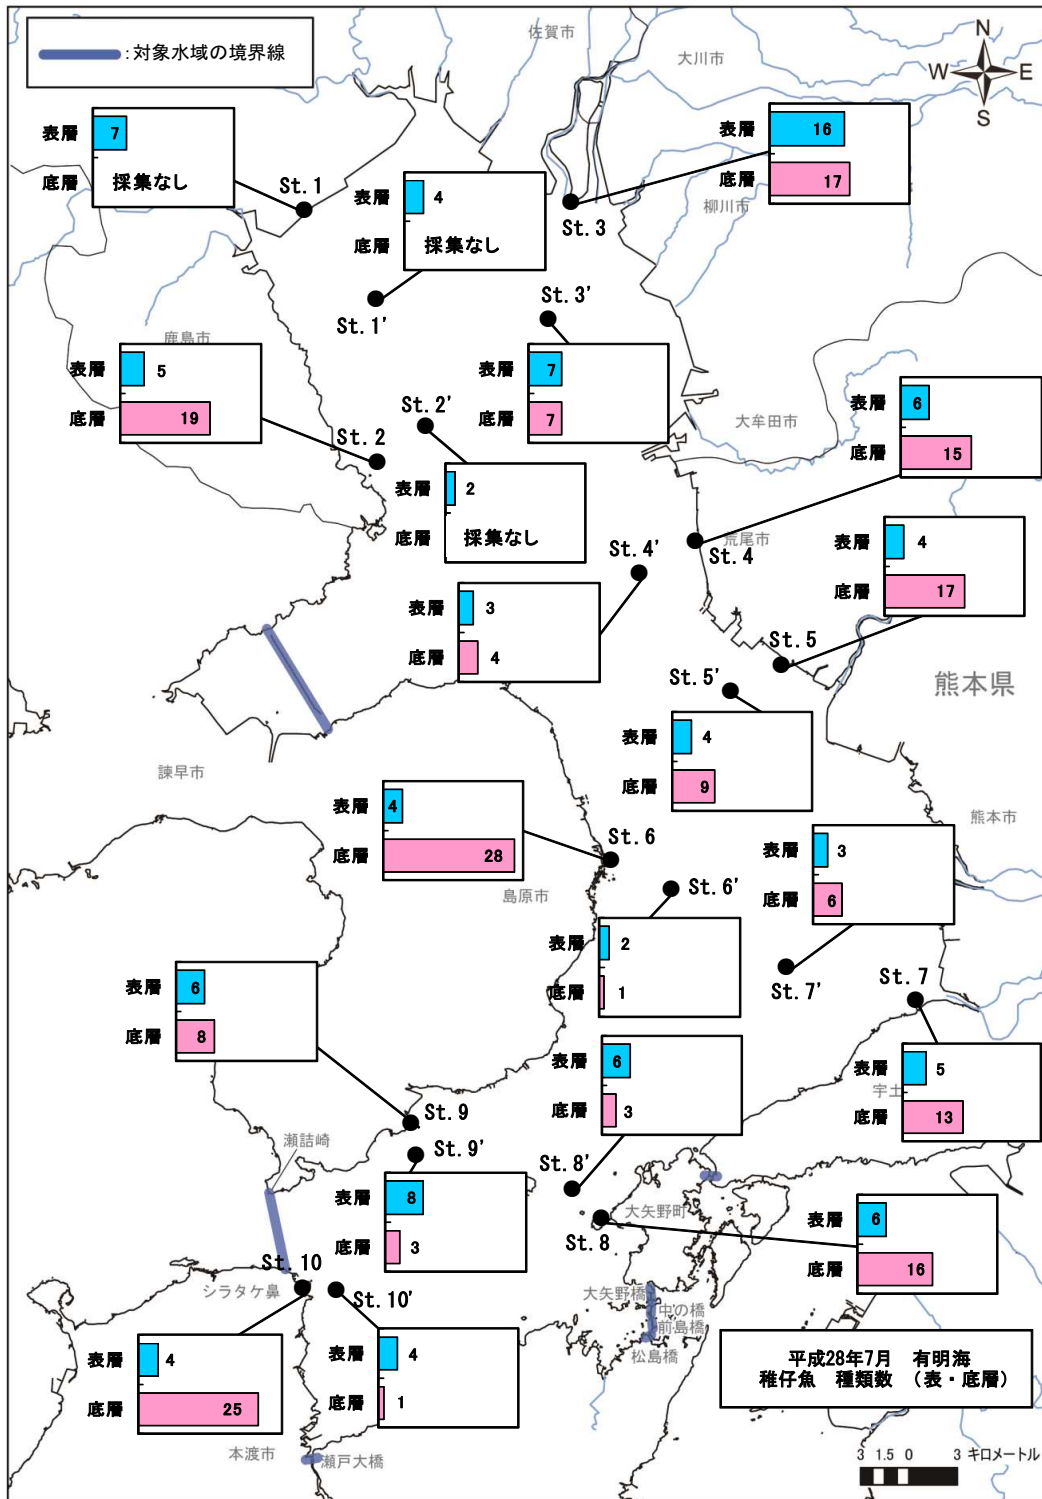 :対象水域の境界線
佐賀市
大川市
N
W
E
S
表層
7
底層
採集なし
St. 1
表層
4
底層
採集なし
St. 1'
表層
16
底層
17
St. 3
柳川市
St. 3'
表層
7
底層
7
鹿島市
表層
5
底層
19
St. 2
St. 2'
表層
2
底層
採集なし
大牟田市
表層
6
底層
15
荒尾市
St. 4
St. 4'
表層
3
底層
4
表層
4
底層
17
St. 5
St. 5'
表層
4
底層
9
熊本県
諫早市
表層
4
底層
28
St. 6
島原市
熊本市
表層
3
底層
6
St. 6'
表層
2
底層
1
St. 7'
St. 7
表層
5
底層
13
宇土
表層
6
底層
8
St. 9
表層
6
底層
3
St. 8'
瀬詰崎
St. 9'
表層
8
底層
3
大矢野町
St. 8
表層
6
底層
16
St. 10
シラタケ鼻
St. 10'
大矢野橋
中の橋
前島橋
松島橋
表層
4
底層
25
表層
4
底層
1
本渡市
瀬戸大橋
平成28年7月 有明海
稚仔魚 種類数 (表・底層)
3 1.5 0 3 キロメートル